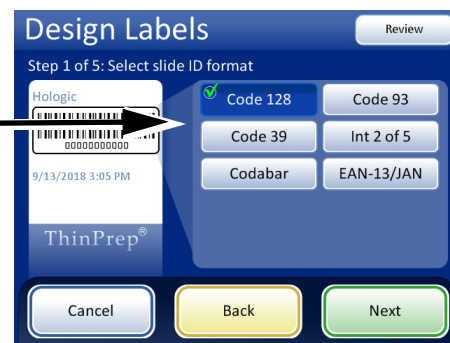 Design Labels
Review
Step 1 of 5: Select slide ID format
Hologic
00000000000
9/13/2018 3:05 PM
ThinPrep®
Code 128
Code 93
Code 39
Int 2 of 5
Codabar
EAN-13/JAN
Cancel
Back
Next